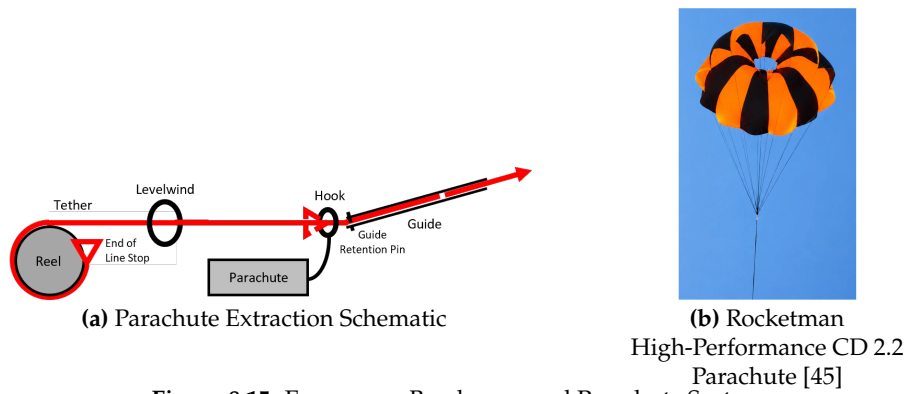 Levelwind
Tether
Hook
End of
Line Stop
Reel
Guide
Retention Pin
Guide
Parachute
(a) Parachute Extraction Schematic
(b) Rocketman
High-Performance CD 2.2
Parachute [45]